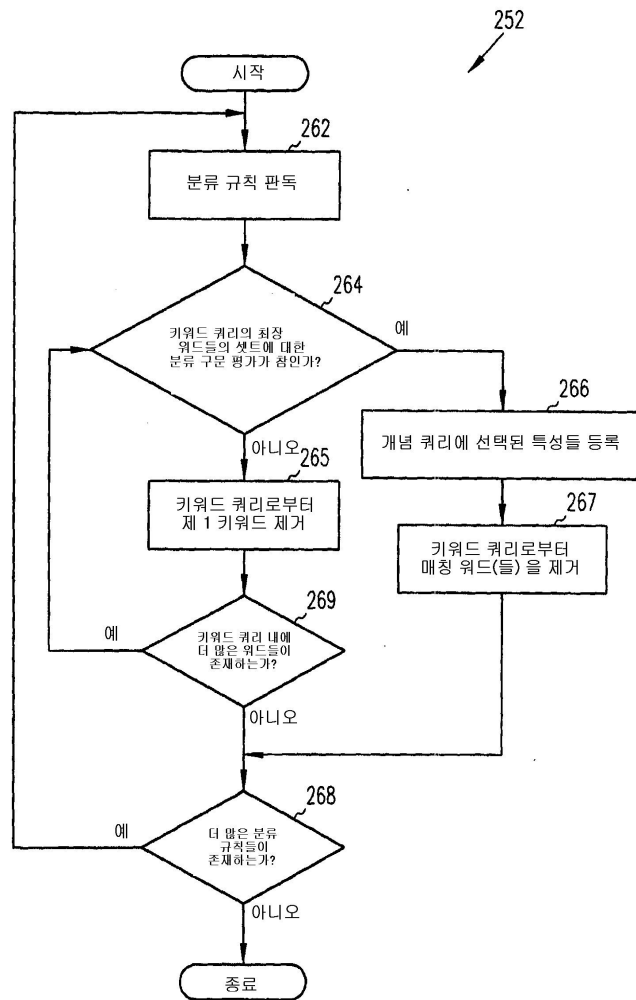 252
시작
262
분류 규칙 판독
264
키워드 쿼리의 최장
워드들의 셋트에 대한
분류 구문 평가가 참인가?
예
아니오
266
개념 쿼리에 선택된 특성들 등록
265
키워드 쿼리로부터
제 1 키워드 제거
267
키워드 쿼리로부터
매칭 워드(들) 을 제거
269
키워드 쿼리 내에
더 많은 워드들이
존재하는가?
예
아니오
268
더 많은 분류
규칙들이
존재하는가?
예
아니오
종료